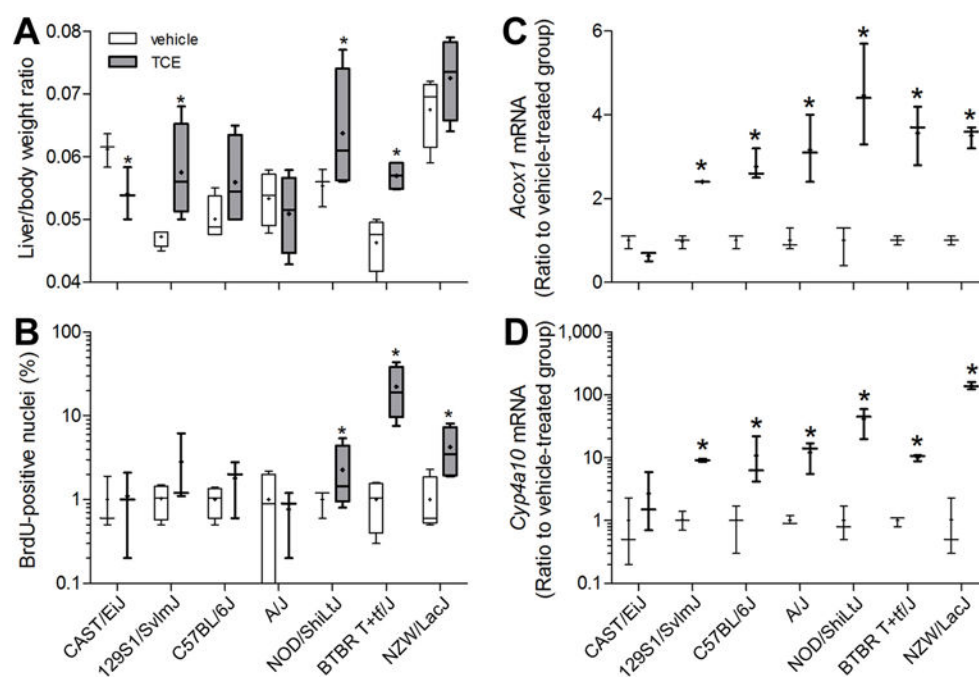 A
Liver/body weight ratio
0.08
0.07
0.06
0.05
0.04
vehicle
TCE
* * * *
B
BrdU-positive nuclei (%)
100
10
1
0.1
* * *
CAST/EiJ
129S1/SvImJ
C57BL/6J
A/J
NOD/ShiLtJ
BTBR T+tf/J
NZW/LacJ
C
Acox1 mRNA
(Ratio to vehicle-treated group)
6
4
2
0
* * * * * *
D
Cyp4a10 mRNA
(Ratio to vehicle-treated group)
1,000
100
10
1
0.1
* * * * * *
CAST/EiJ
129S1/SvImJ
C57BL/6J
A/J
NOD/ShiLtJ
BTBR T+tf/J
NZW/LacJ